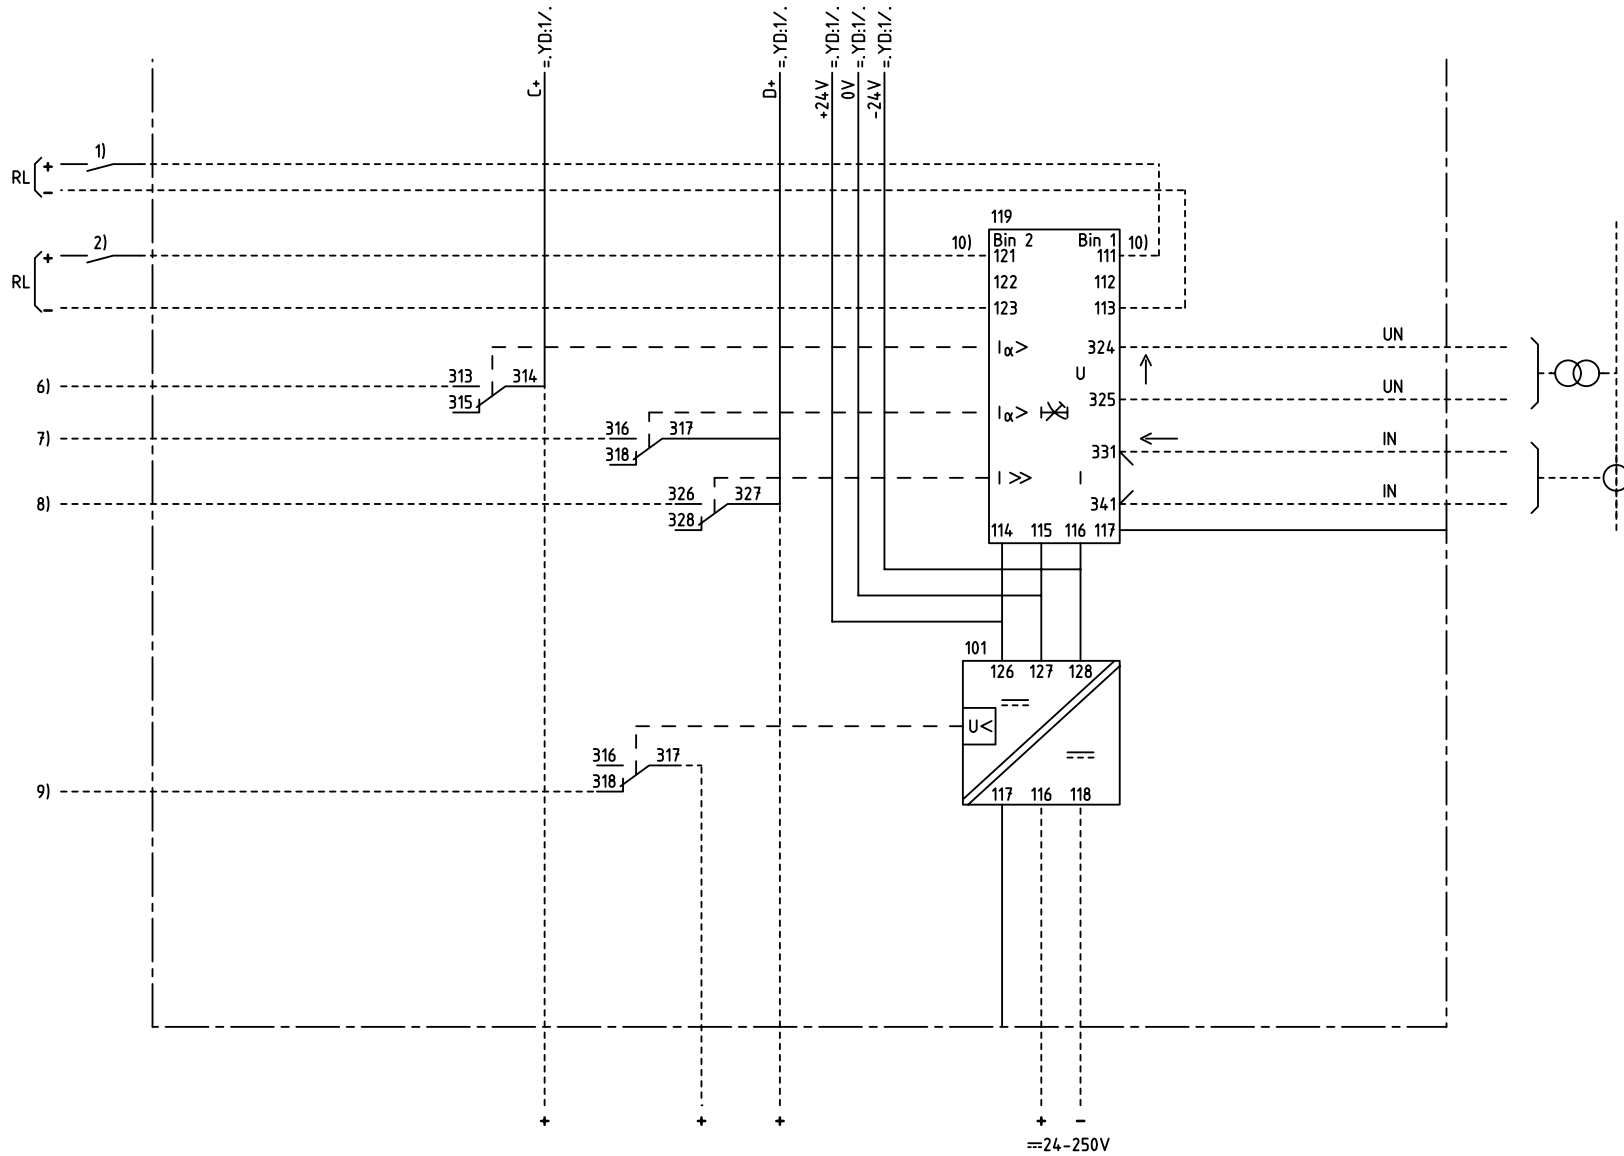 =.YD:1/.
=.YD:1/.
=.YD:1/.
=.YD:1/.
=.YD:1/.
C+
D+
+24V
0V
-24V
1)
RL
+
-
119
2)
10)
Bin 2
Bin 1
10)
RL
+
-
121
111
122
112
123
113
Iα>
324
UN
U
6)
313
314
315
325
UN
Iα>
7)
316
317
318
331
IN
8)
326
327
328
I >>
I
341
IN
114
115
116
117
101
126
127
128
U<
316
317
9)
318
117
116
118
+
+
+
+
-
⎓24-250V